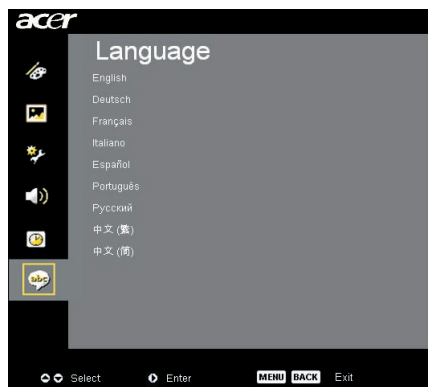 acer
Language
English
Deutsch
Français
Italiano
Español
Português
Русский
中文 (繁)
中文 (简)
abc
Select Enter MENU BACK Exit